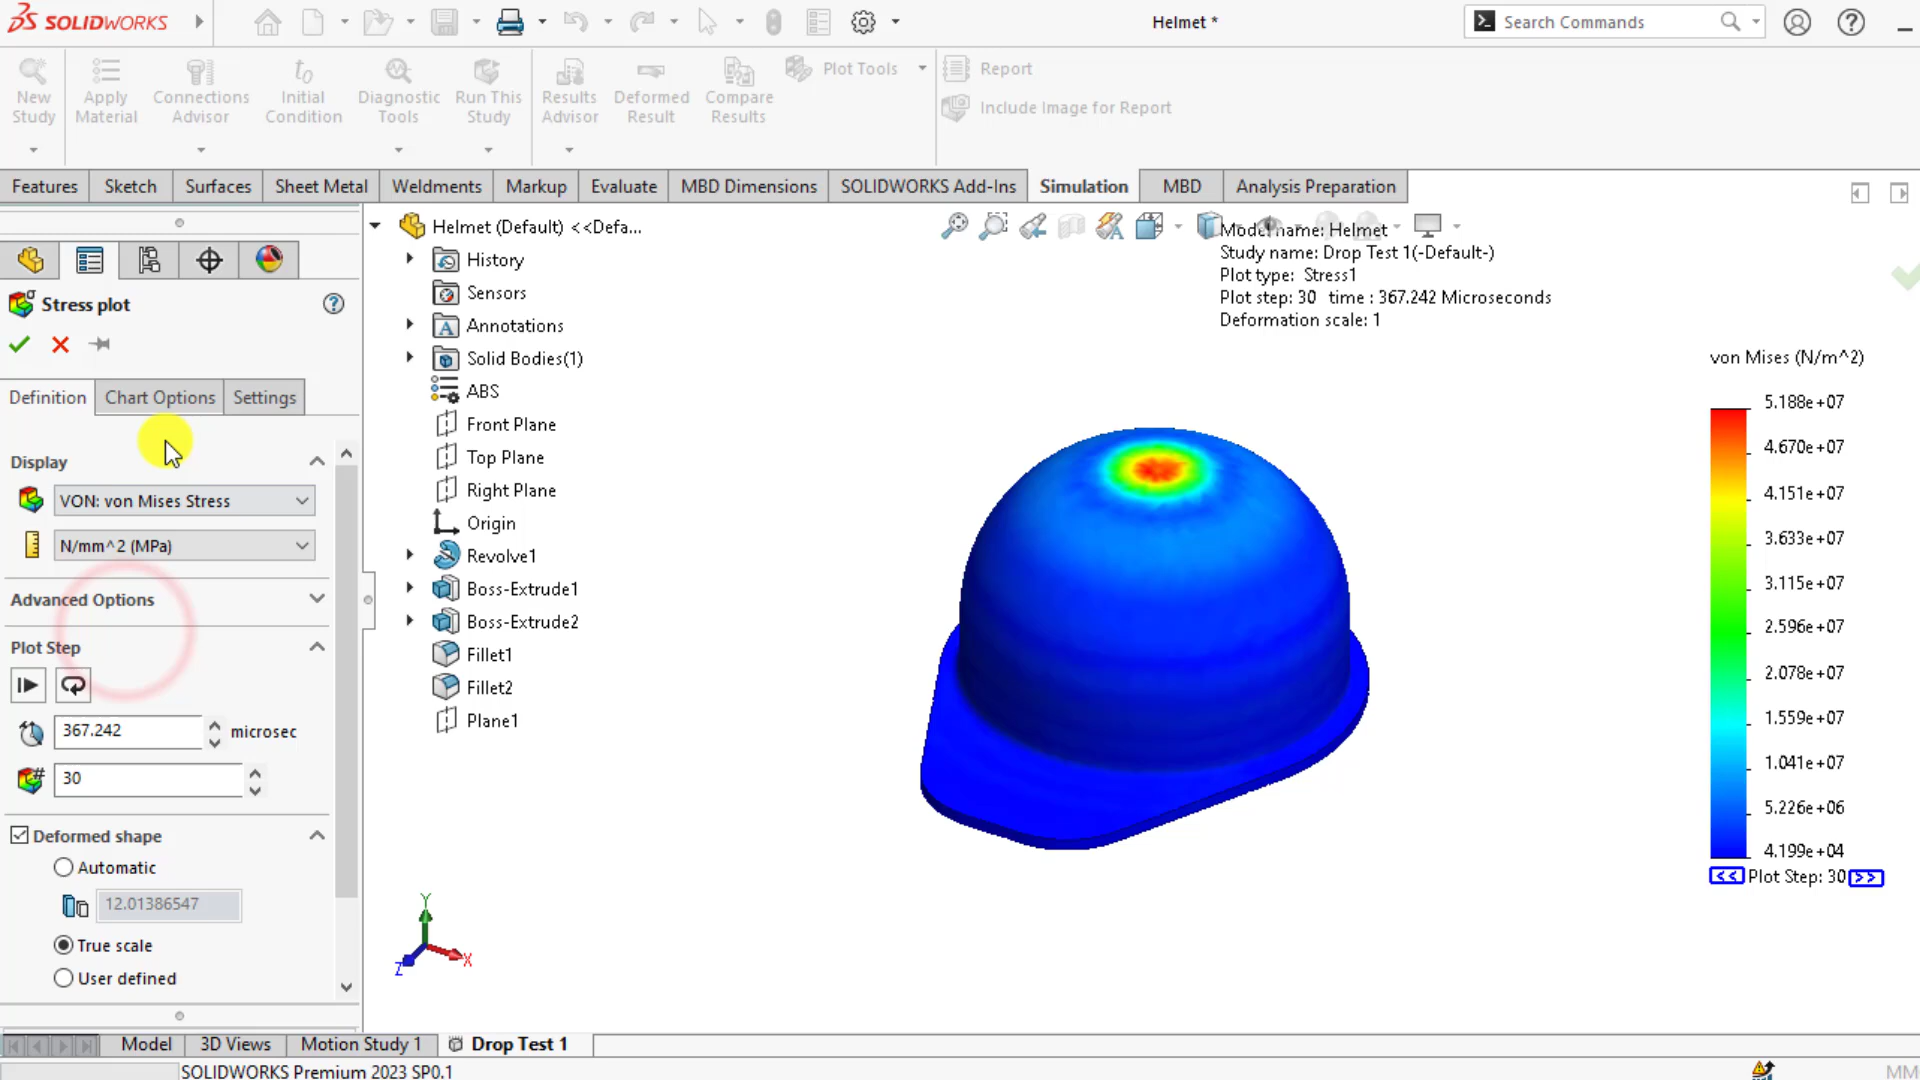 SOLIDWORKS
Helmet *
Search Commands
New Study
Apply Material
Connections Advisor
Initial Condition
Diagnostic Tools
Run This Study
Results Advisor
Deformed Result
Compare Results
Plot Tools
Report
Include Image for Report
Features
Sketch
Surfaces
Sheet Metal
Weldments
Markup
Evaluate
MBD Dimensions
SOLIDWORKS Add-Ins
Simulation
MBD
Analysis Preparation
Stress plot
Definition
Chart Options
Settings
Display
VON: von Mises Stress
N/mm^2 (MPa)
Advanced Options
Plot Step
367.242
microsec
30
Deformed shape
Automatic
12.01386547
True scale
User defined
Helmet (Default) <<Defa...
History
Sensors
Annotations
Solid Bodies(1)
ABS
Front Plane
Top Plane
Right Plane
Origin
Revolve1
Boss-Extrude1
Boss-Extrude2
Fillet1
Fillet2
Plane1
Model name: Helmet
Study name: Drop Test 1(-Default-)
Plot type: Stress1
Plot step: 30 time : 367.242 Microseconds
Deformation scale: 1
von Mises (N/m^2)
5.188e+07
4.670e+07
4.151e+07
3.633e+07
3.115e+07
2.596e+07
2.078e+07
1.559e+07
1.041e+07
5.226e+06
4.199e+04
<< Plot Step: 30 >>
Y
X
Z
Model
3D Views
Motion Study 1
Drop Test 1
SOLIDWORKS Premium 2023 SP0.1
MM